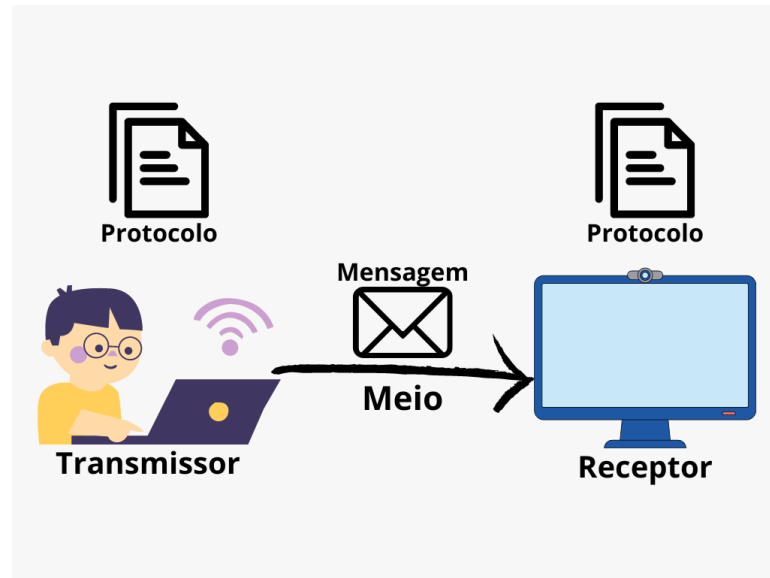 Protocolo
Protocolo
Mensagem
Meio
Transmissor
Receptor